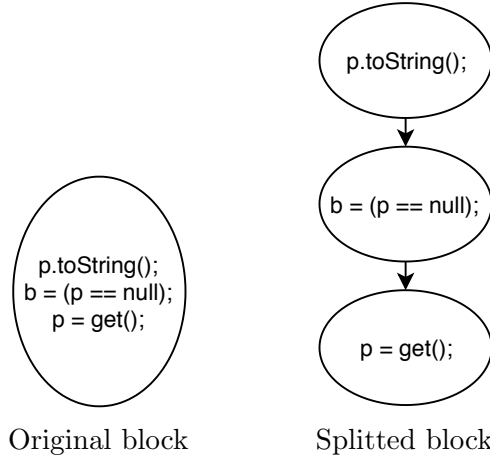 p.toString();
b = (p == null);
p = get();
Original block
p.toString();
b = (p == null);
p = get();
Splitted block